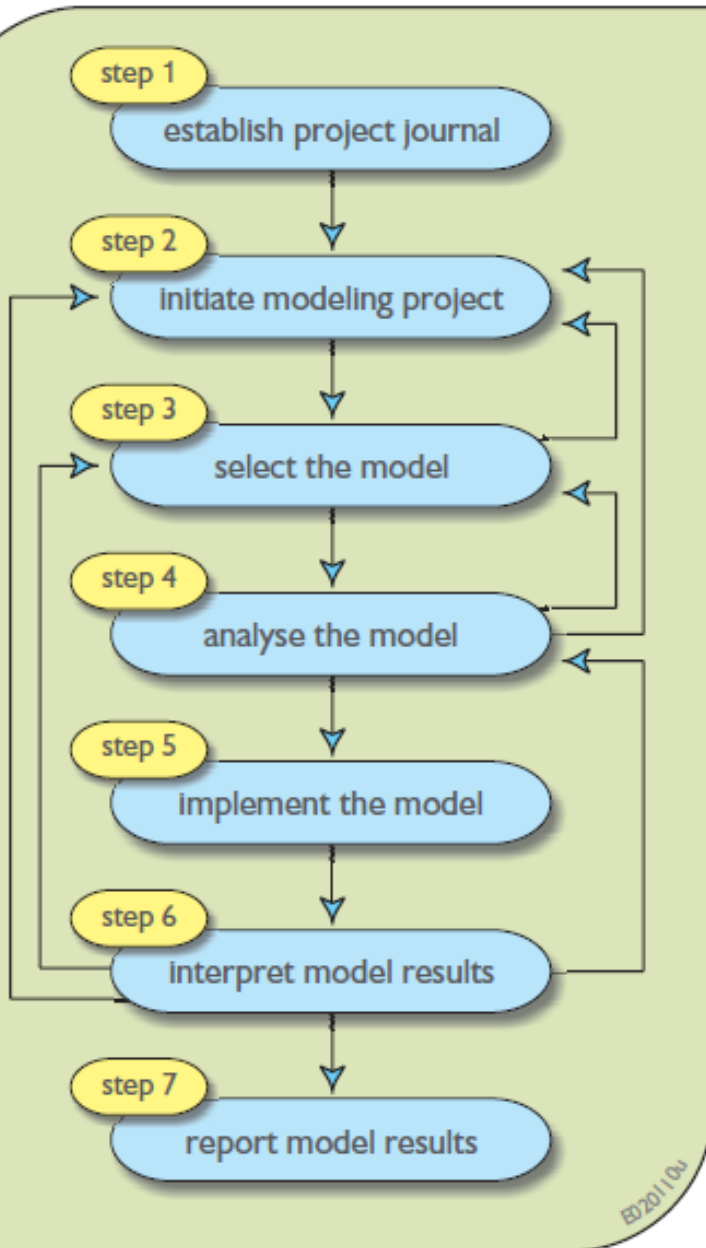 step 1
establish project journal
step 2
initiate modeling project
step 3
select the model
step 4
analyse the model
step 5
implement the model
step 6
interpret model results
step 7
report model results
E020110u